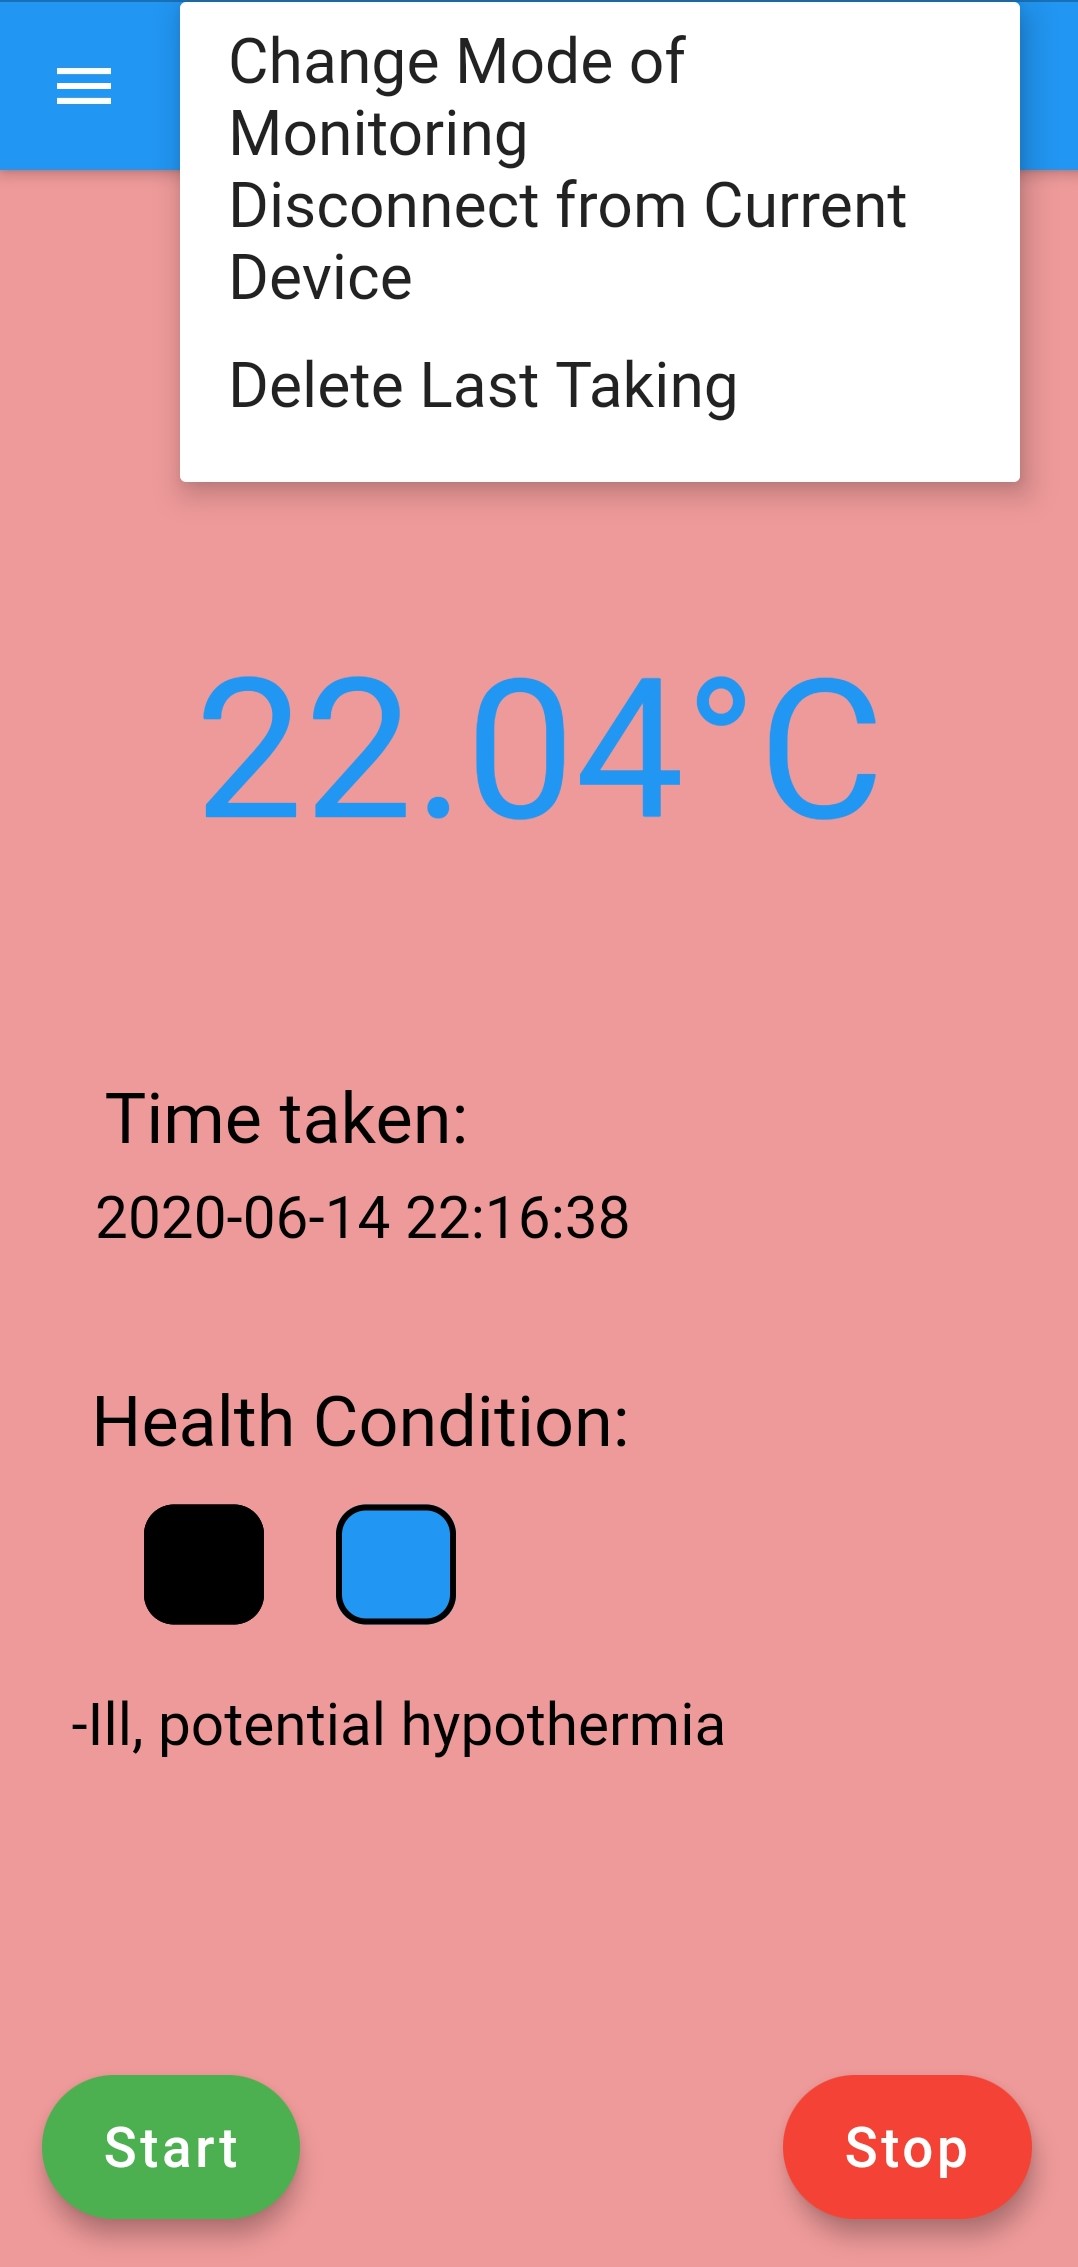 Change Mode of
Monitoring
Disconnect from Current
Device
Delete Last Taking
22.04°C
Time taken:
2020-06-14 22:16:38
Health Condition:
-Ill, potential hypothermia
Start
Stop